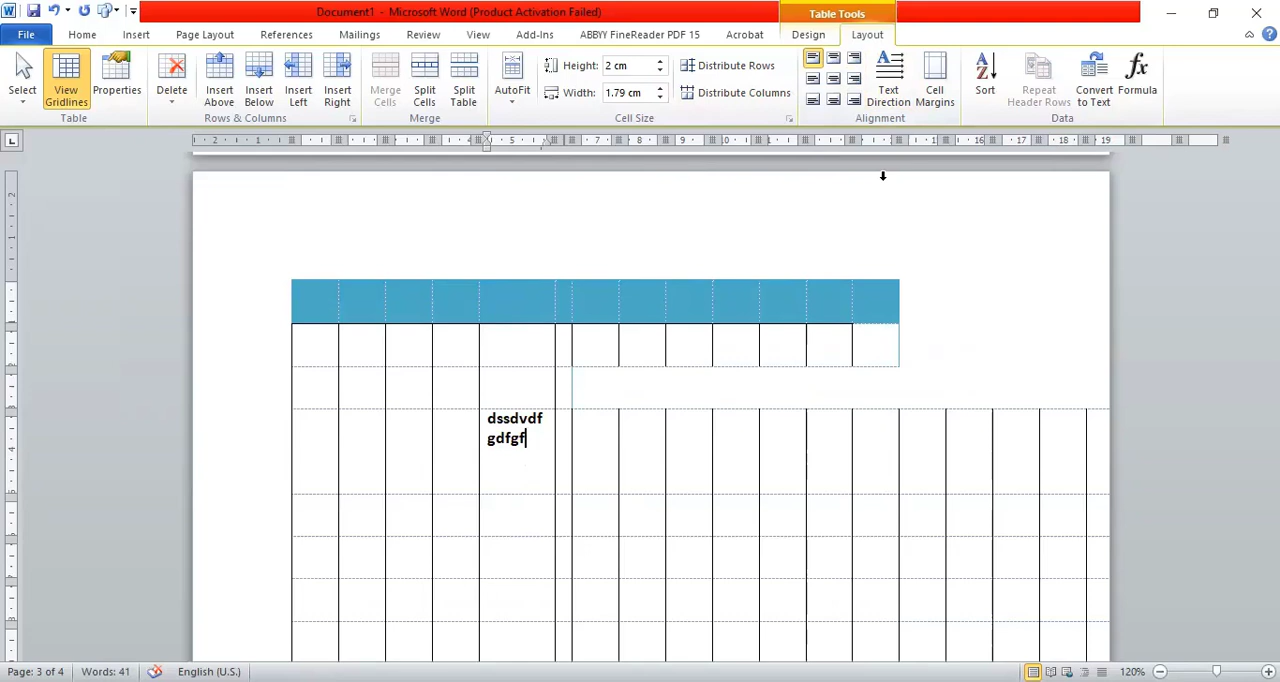 Document1 - Microsoft Word (Product Activation Failed)
Table Tools
File Home Insert Page Layout References Mailings Review View Add-Ins ABBYY FineReader PDF 15 Acrobat Design Layout
Select
View Gridlines
Properties
Table
Delete
Insert Above
Insert Below
Insert Left
Insert Right
Rows & Columns
Merge Cells
Split Cells
Split Table
Merge
AutoFit
Height: 2 cm
Width: 1.79 cm
Distribute Rows
Distribute Columns
Cell Size
Text Direction
Cell Margins
Alignment
Sort
Repeat Header Rows
Convert to Text
Formula
Data
dssdvdf
gdfgf
Page: 3 of 4 Words: 41 English (U.S.) 120%